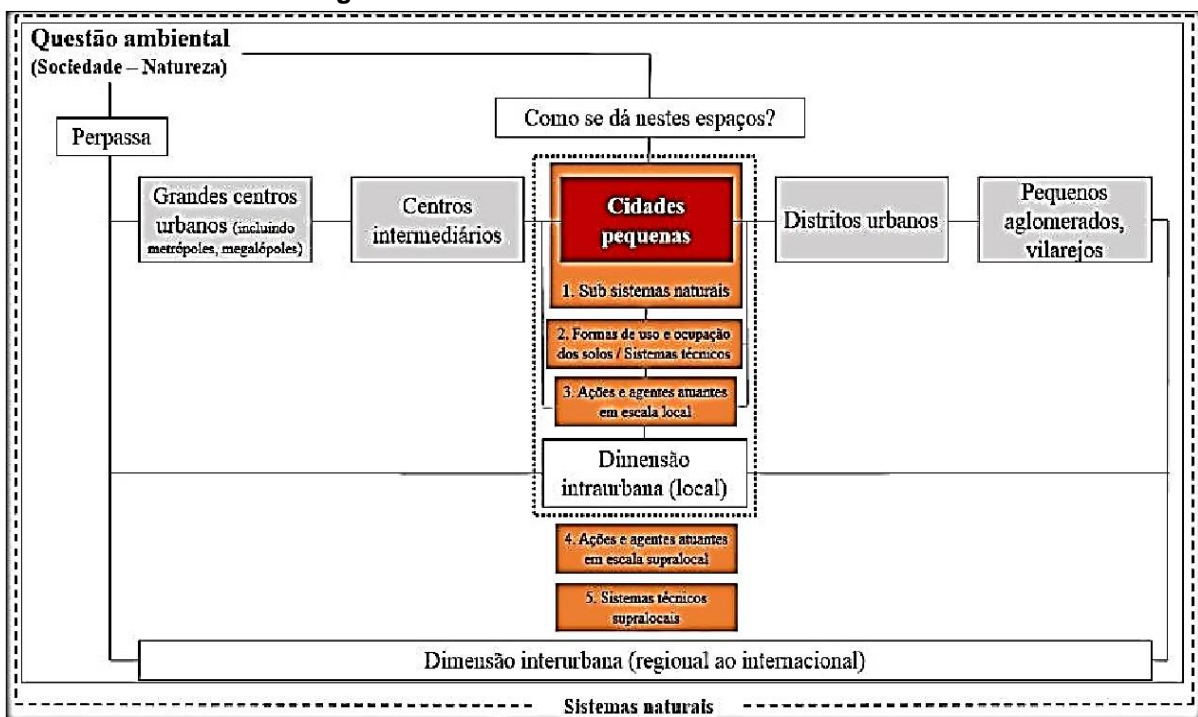 Questão ambiental
(Sociedade – Natureza)
Como se dá nestes espaços?
Perpassa
Grandes centros
urbanos (incluindo
metrópoles, megalópoles)
Centros
intermediários
Cidades
pequenas
Distritos urbanos
Pequenos
aglomerados,
vilarejos
1. Sub sistemas naturais
2. Formas de uso e ocupação
dos solos / Sistemas técnicos
3. Ações e agentes atuantes
em escala local
Dimensão
intraurbana (local)
4. Ações e agentes atuantes
em escala supralocal
5. Sistemas técnicos
supralocais
Dimensão interurbana (regional ao internacional)
Sistemas naturais